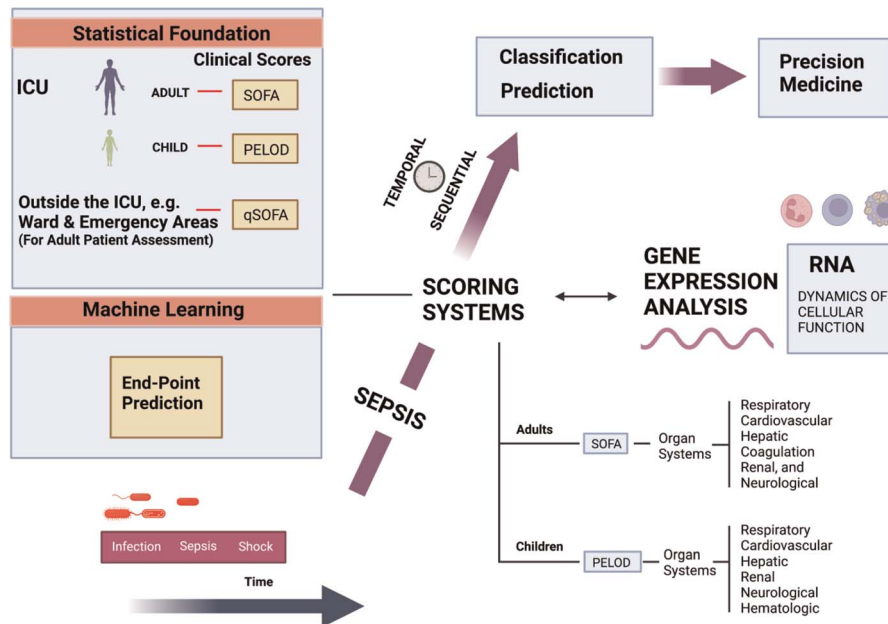 Statistical Foundation
Clinical Scores
ICU
ADULT
SOFA
CHILD
PELOD
Outside the ICU, e.g.
Ward & Emergency Areas
(For Adult Patient Assessment)
qSOFA
Machine Learning
End-Point
Prediction
Infection
Sepsis
Shock
Time
SEPSIS
SCORING
SYSTEMS
TEMPORAL
SEQUENTIAL
Classification
Prediction
Precision
Medicine
GENE
EXPRESSION
ANALYSIS
RNA
DYNAMICS OF
CELLULAR
FUNCTION
Adults
SOFA
Organ
Systems
Respiratory
Cardiovascular
Hepatic
Coagulation
Renal, and
Neurological
Children
PELOD
Organ
Systems
Respiratory
Cardiovascular
Hepatic
Renal
Neurological
Hematologic